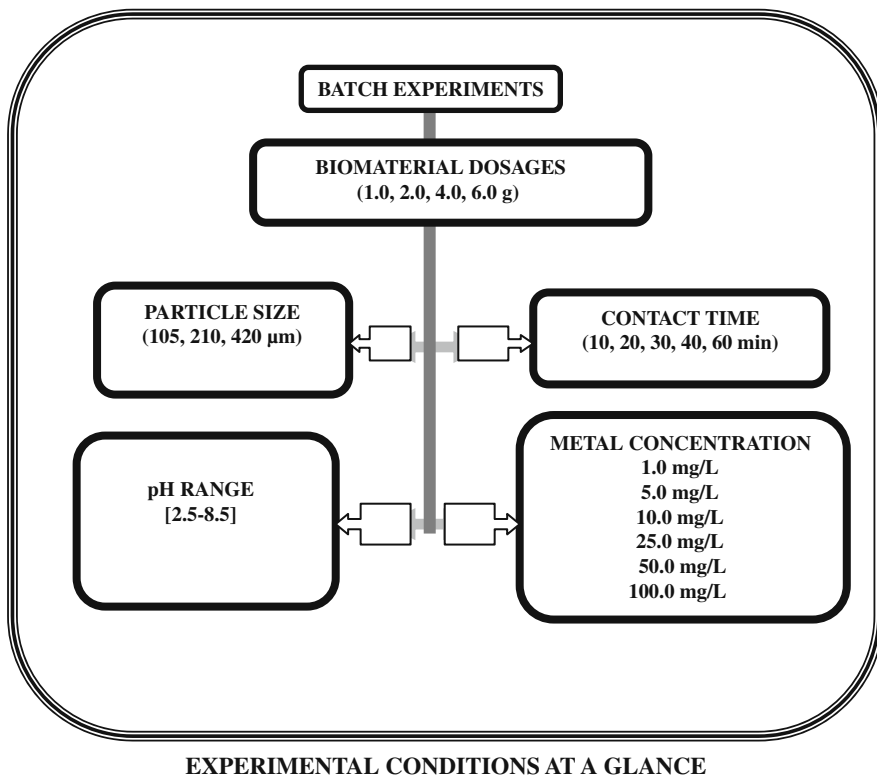 BATCH EXPERIMENTS
BIOMATERIAL DOSAGES
(1.0, 2.0, 4.0, 6.0 g)
PARTICLE SIZE
(105, 210, 420 µm)
CONTACT TIME
(10, 20, 30, 40, 60 min)
pH RANGE
[2.5-8.5]
METAL CONCENTRATION
1.0 mg/L
5.0 mg/L
10.0 mg/L
25.0 mg/L
50.0 mg/L
100.0 mg/L
EXPERIMENTAL CONDITIONS AT A GLANCE